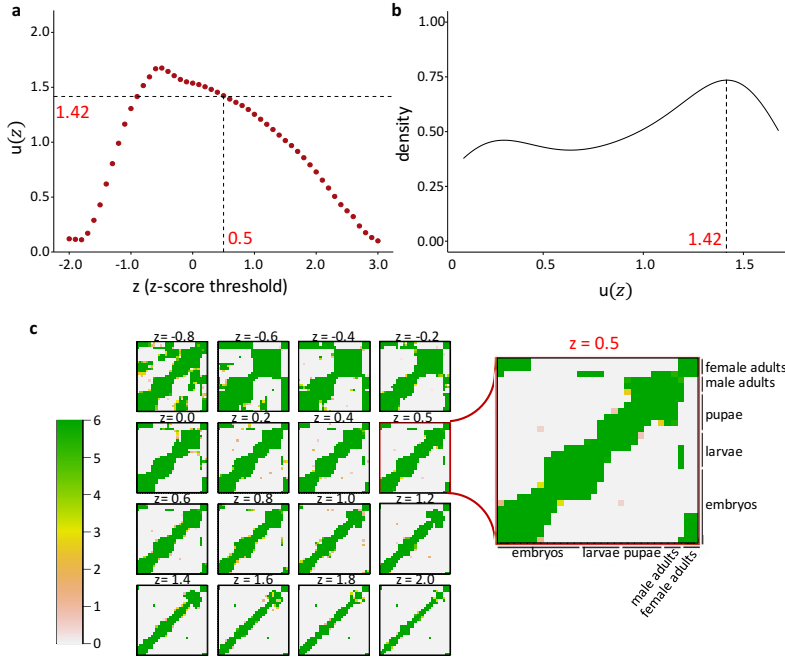 a
2.0
1.5
1.0
0.5
0.0
u(z)
1.42
0.5
-2.0 -1.0 0.0 1.0 2.0 3.0
z (z-score threshold)
b
1.00
0.75
0.50
0.25
0.00
density
1.42
0 0.5 1.0 1.5
u(z)
c
6
5
4
3
2
1
0
z = -0.8 z = -0.6 z = -0.4 z = -0.2
z = 0.0 z = 0.2 z = 0.4 z = 0.5
z = 0.6 z = 0.8 z = 1.0 z = 1.2
z = 1.4 z = 1.6 z = 1.8 z = 2.0
z = 0.5
female adults
male adults
pupae
larvae
embryos
embryos larvae pupae male adults female adults